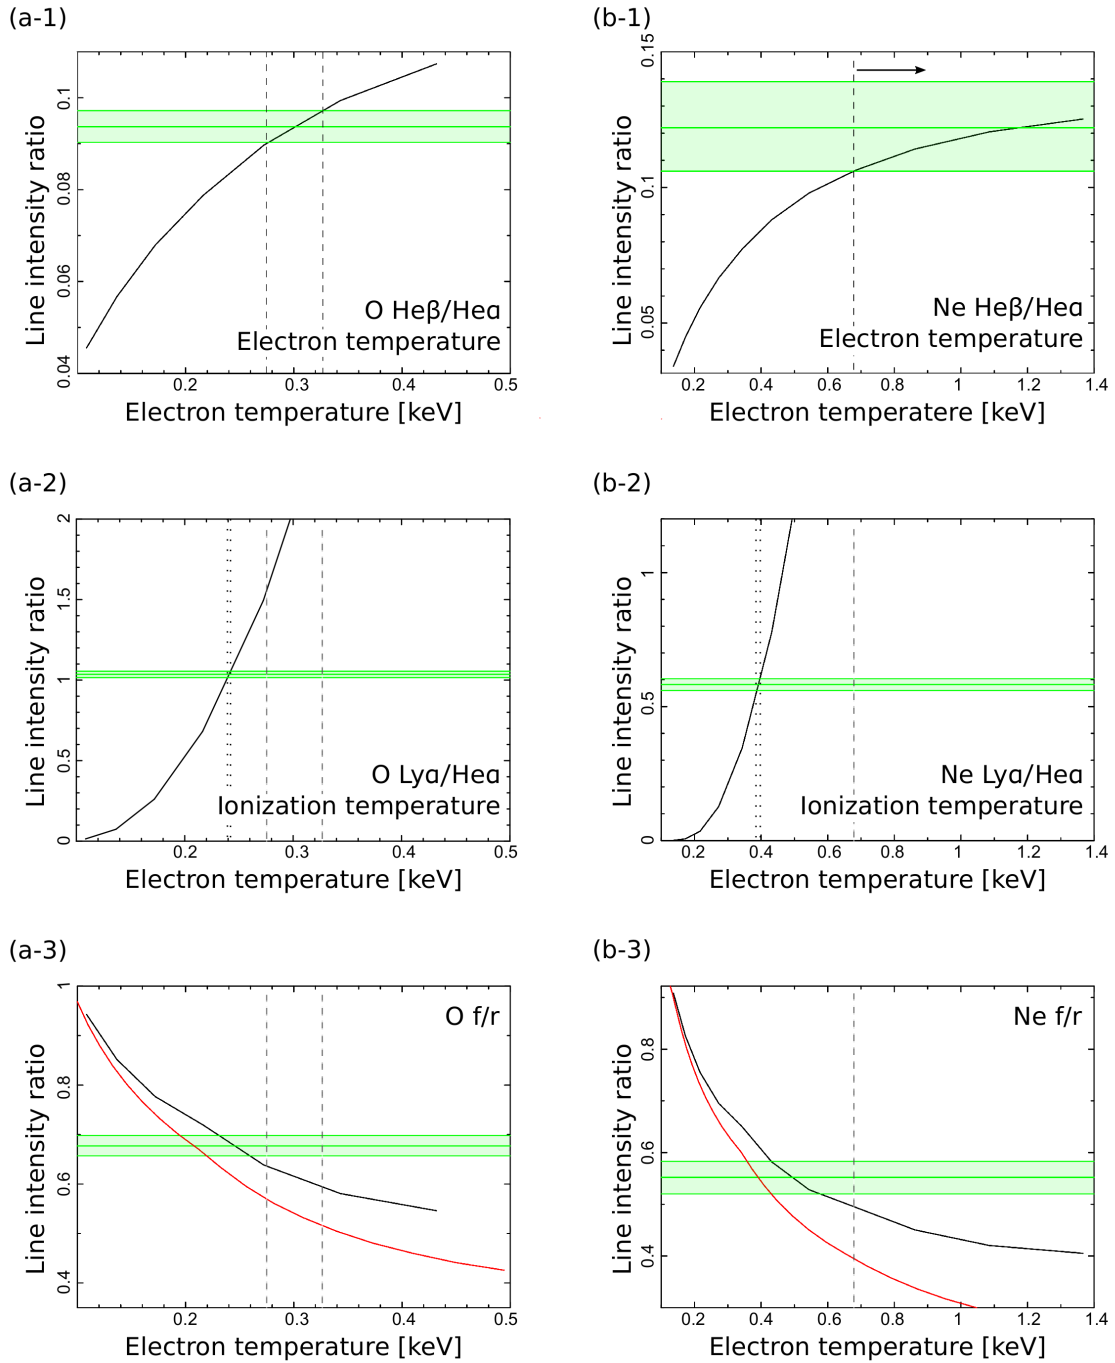 (a-1)
0.04 0.06 0.08 0.1
Line intensity ratio
O Heβ/Heɑ
Electron temperature
0.2 0.3 0.4 0.5
Electron temperature [keV]
(b-1)
0.05 0.1 0.15
Line intensity ratio
Ne Heβ/Heɑ
Electron temperature
0.2 0.4 0.6 0.8 1 1.2 1.4
Electron temperatere [keV]
(a-2)
0 0.5 1 1.5 2
Line intensity ratio
O Lyɑ/Heɑ
Ionization temperature
0.2 0.3 0.4 0.5
Electron temperature [keV]
(b-2)
0 0.5 1
Line intensity ratio
Ne Lyɑ/Heɑ
Ionization temperature
0.2 0.4 0.6 0.8 1 1.2 1.4
Electron temperature [keV]
(a-3)
0.4 0.6 0.8 1
Line intensity ratio
O f/r
0.2 0.3 0.4 0.5
Electron temperature [keV]
(b-3)
0.4 0.6 0.8
Line intensity ratio
Ne f/r
0.2 0.4 0.6 0.8 1 1.2 1.4
Electron temperature [keV]